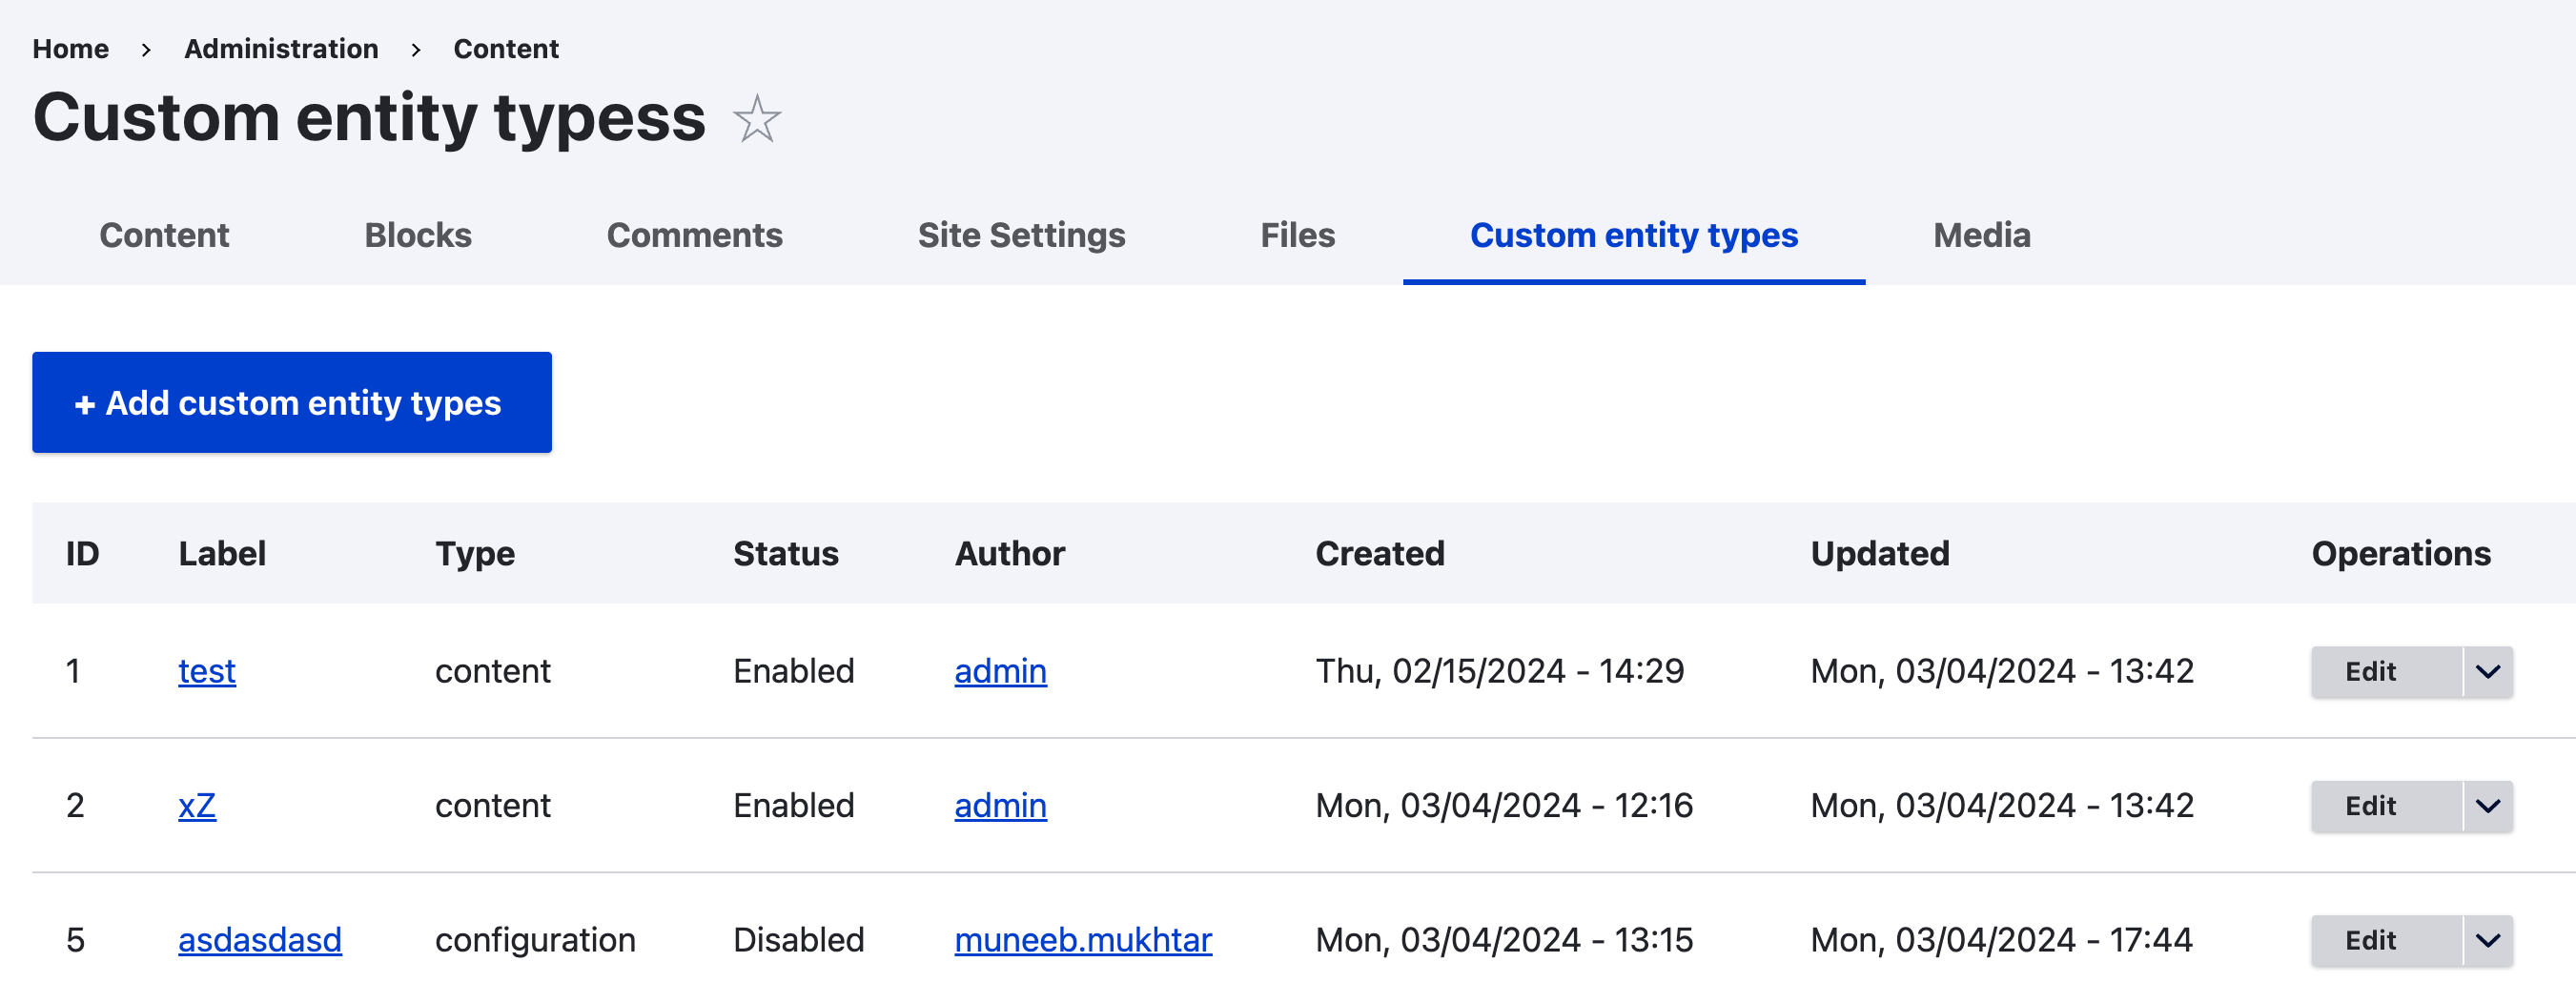 Home > Administration > Content
Custom entity typess
Content Blocks Comments Site Settings Files Custom entity types Media
+ Add custom entity types
ID Label Type Status Author Created Updated Operations
1 test content Enabled admin Thu, 02/15/2024 - 14:29 Mon, 03/04/2024 - 13:42 Edit
2 xZ content Enabled admin Mon, 03/04/2024 - 12:16 Mon, 03/04/2024 - 13:42 Edit
5 asdasdasd configuration Disabled muneeb.mukhtar Mon, 03/04/2024 - 13:15 Mon, 03/04/2024 - 17:44 Edit